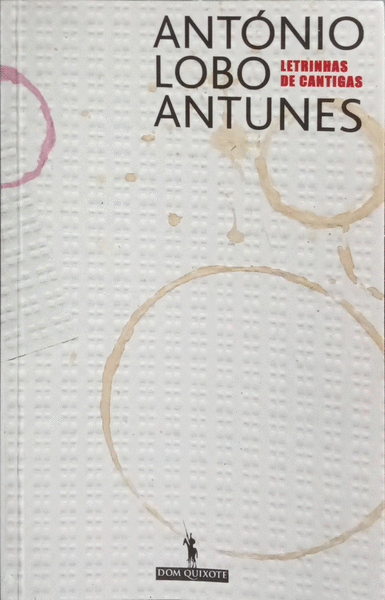 ANTÓNIO
LOBO
ANTUNES
LETRINHAS
DE CANTIGAS
DOM QUIXOTE